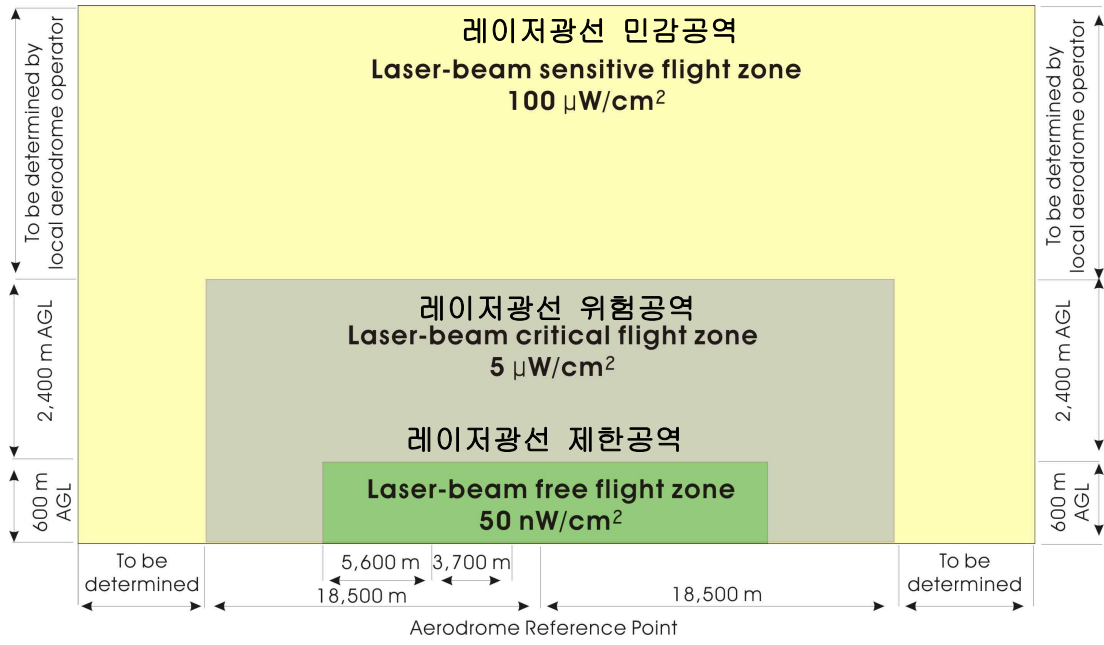 레이저광선 민감공역
Laser-beam sensitive flight zone
100 μW/cm²
To be determined by
local aerodrome operator
To be determined by
local aerodrome operator
레이저광선 위험공역
Laser-beam critical flight zone
5 μW/cm²
2,400 m AGL
2,400 m AGL
레이저광선 제한공역
Laser-beam free flight zone
50 nW/cm²
600 m
AGL
600 m
AGL
To be
determined
5,600 m
3,700 m
To be
determined
18,500 m
18,500 m
Aerodrome Reference Point